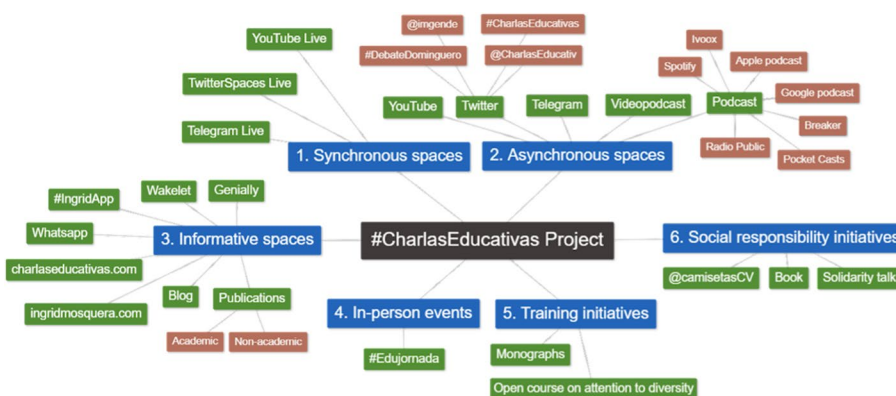 @imgende
#CharlasEducativas
#DebateDominguero
@CharlasEducativ
YouTube
Twitter
Telegram
Videopodcast
Podcast
Ivoox
Spotify
Apple podcast
Google podcast
Breaker
Radio Public
Pocket Casts
YouTube Live
TwitterSpaces Live
Telegram Live
1. Synchronous spaces
2. Asynchronous spaces
#IngridApp
Wakelet
Genially
Whatsapp
3. Informative spaces
charlaseducativas.com
ingridmosquera.com
Blog
Publications
Academic
Non-academic
#CharlasEducativas Project
6. Social responsibility initiatives
@camisetasCV
Book
Solidarity talk
4. In-person events
#Edujornada
5. Training initiatives
Monographs
Open course on attention to diversity